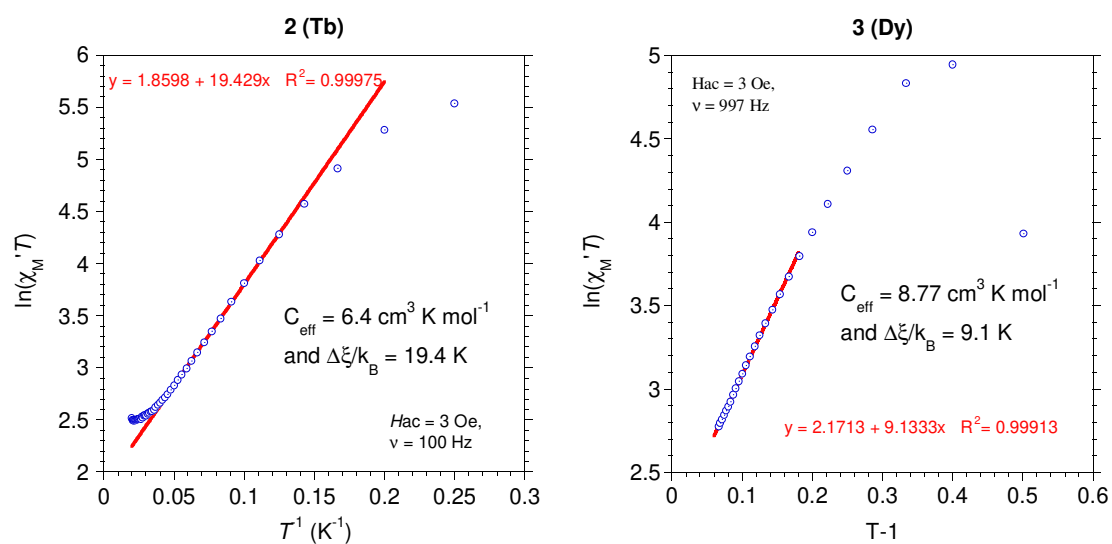 2 (Tb)
y = 1.8598 + 19.429x R²= 0.99975
6
5.5
5
4.5
4
3.5
3
2.5
2
ln(χ_M'T)
C_eff = 6.4 cm³ K mol⁻¹
and Δξ/k_B = 19.4 K
Hac = 3 Oe,
ν = 100 Hz
0 0.05 0.1 0.15 0.2 0.25 0.3
T⁻¹ (K⁻¹)
3 (Dy)
Hac = 3 Oe,
ν = 997 Hz
5
4.5
4
3.5
3
2.5
ln(χ_M'T)
C_eff = 8.77 cm³ K mol⁻¹
and Δξ/k_B = 9.1 K
y = 2.1713 + 9.1333x R²= 0.99913
0 0.1 0.2 0.3 0.4 0.5 0.6
T-1